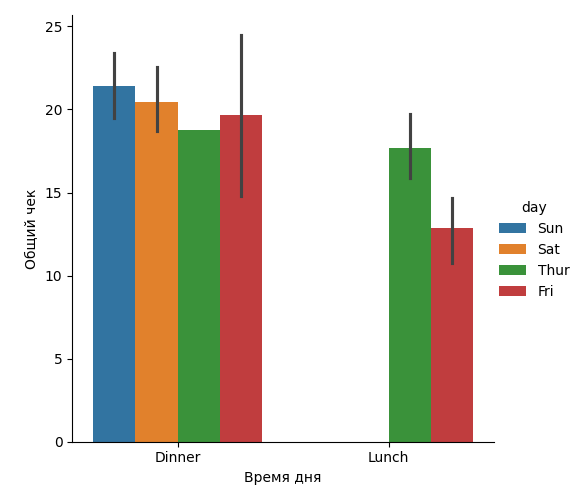 25
20
15
10
5
0
Общий чек
Dinner
Lunch
Время дня
day
Sun
Sat
Thur
Fri